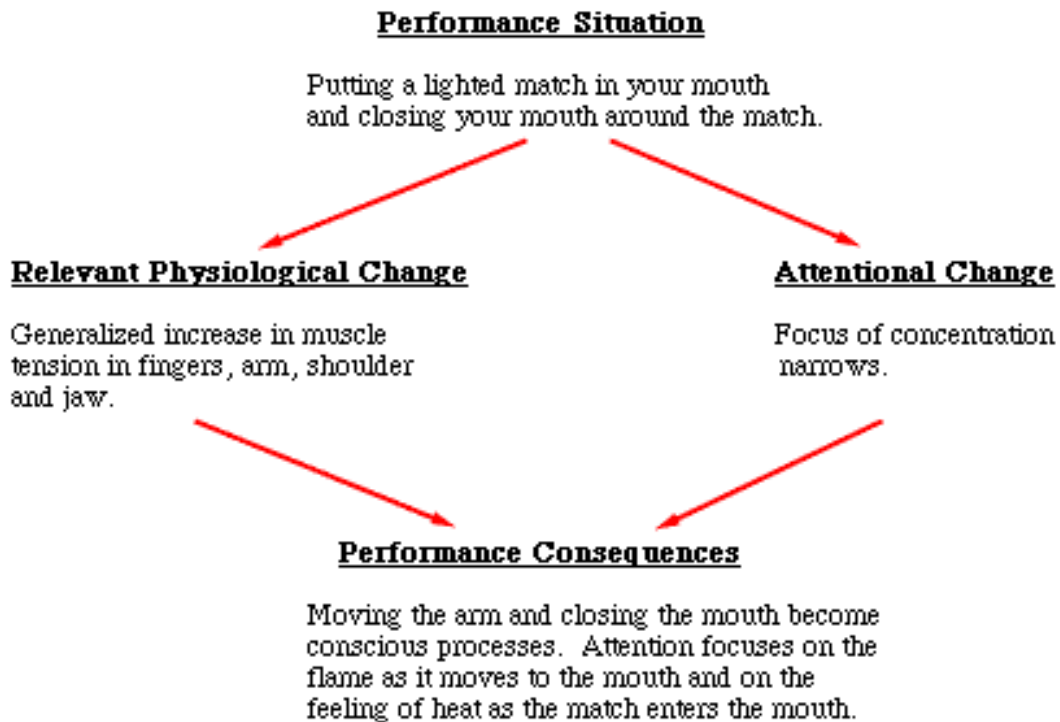 Performance Situation
Putting a lighted match in your mouth
and closing your mouth around the match.
Relevant Physiological Change
Generalized increase in muscle
tension in fingers, arm, shoulder
and jaw.
Attentional Change
Focus of concentration
narrows.
Performance Consequences
Moving the arm and closing the mouth become
conscious processes.  Attention focuses on the
flame as it moves to the mouth and on the
feeling of heat as the match enters the mouth.